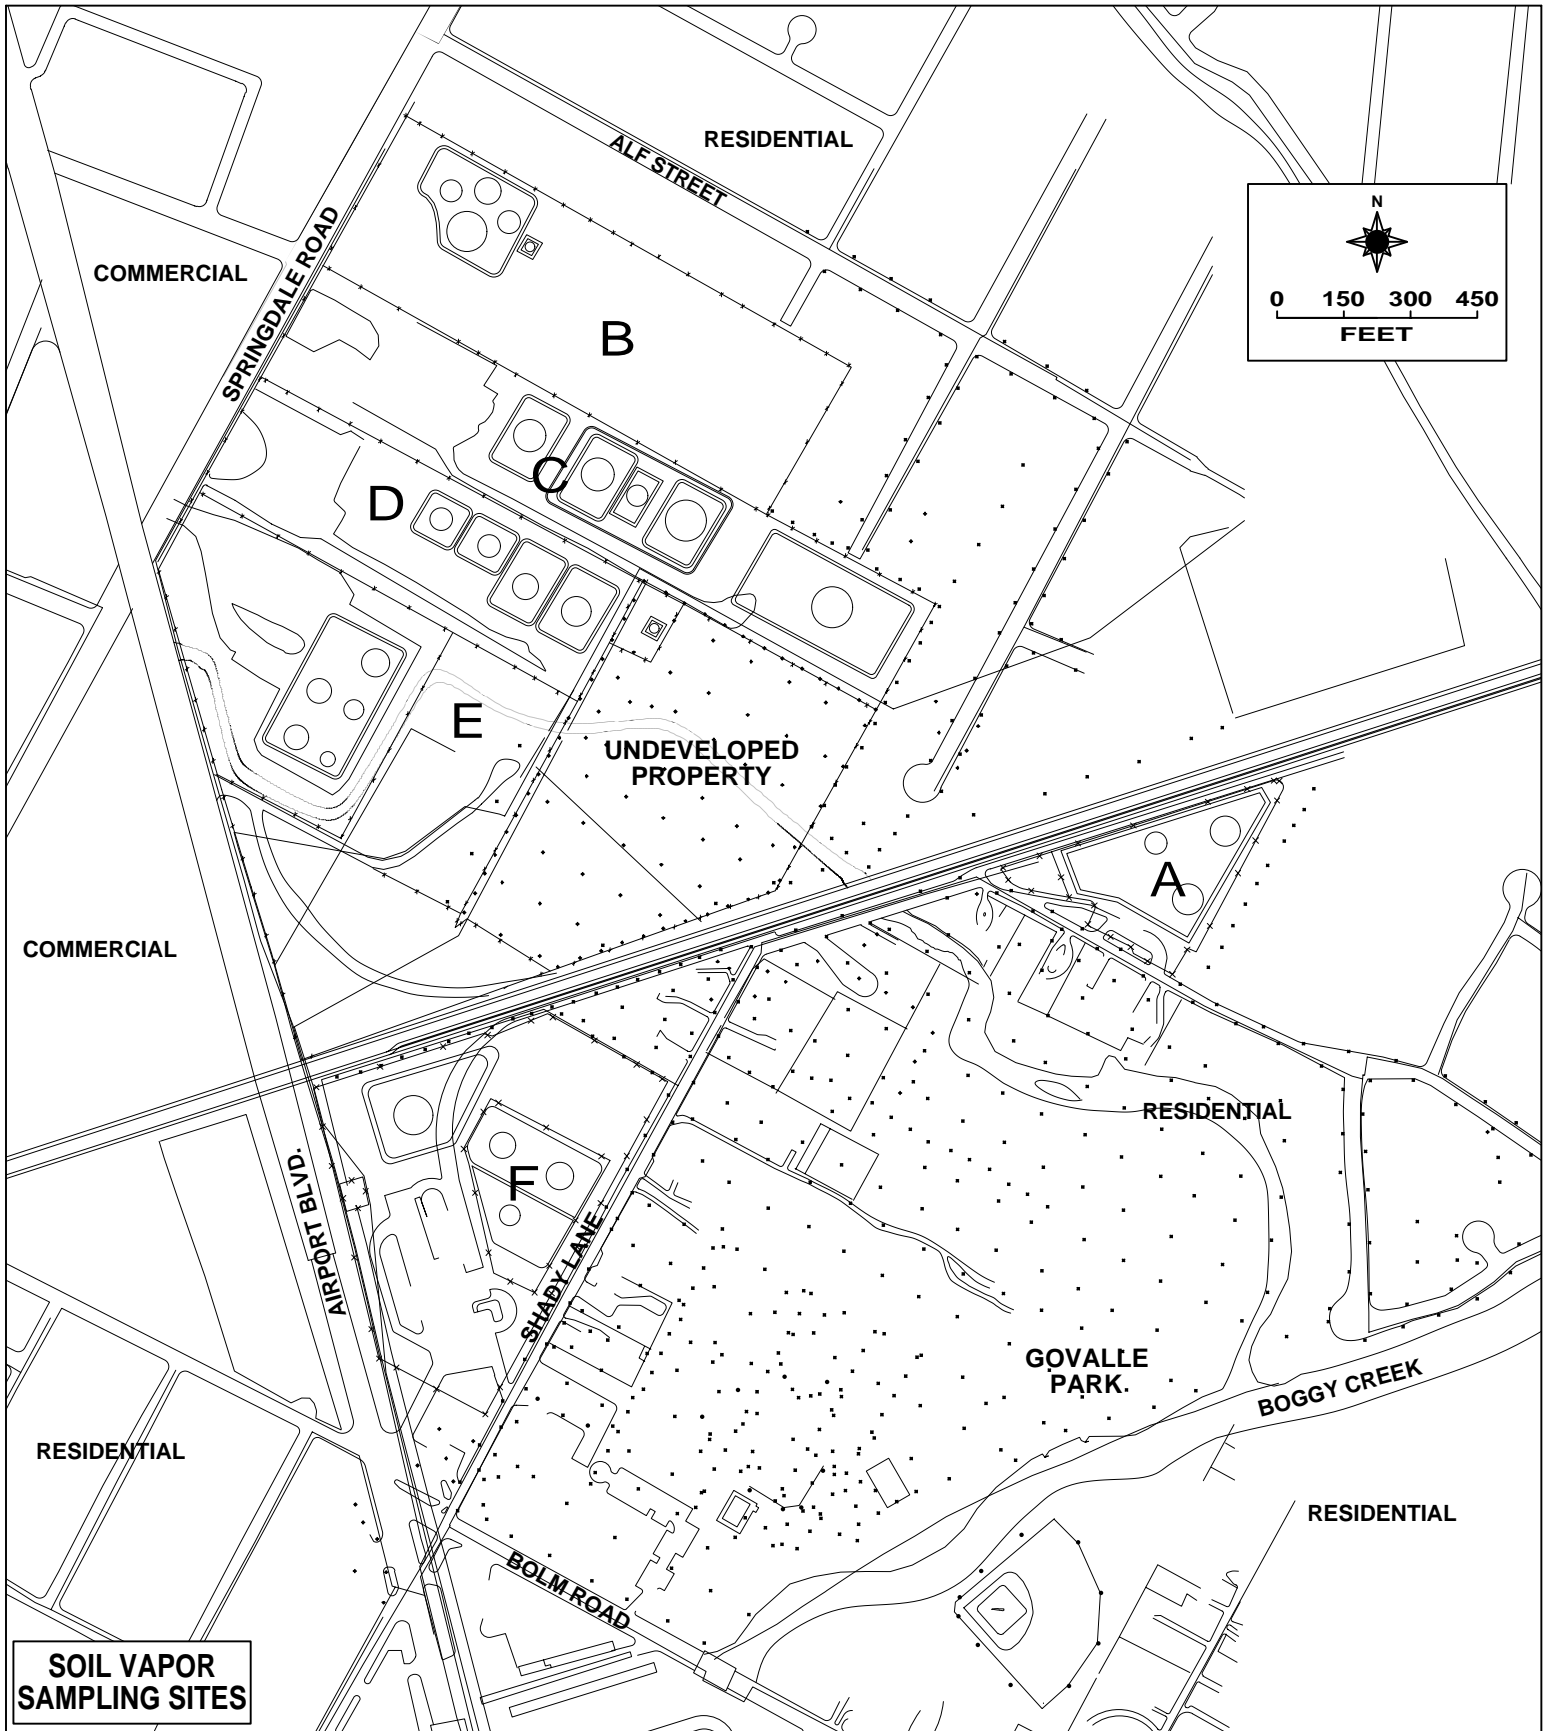 RESIDENTIAL
ALF STREET
N
0 150 300 450
FEET
COMMERCIAL
SPRINGDALE ROAD
B
C
D
E
UNDEVELOPED
PROPERTY
A
COMMERCIAL
RESIDENTIAL
F
AIRPORT BLVD.
SHADY LANE
GOVALLE
PARK
BOGGY CREEK
RESIDENTIAL
RESIDENTIAL
BOLM ROAD
SOIL VAPOR
SAMPLING SITES